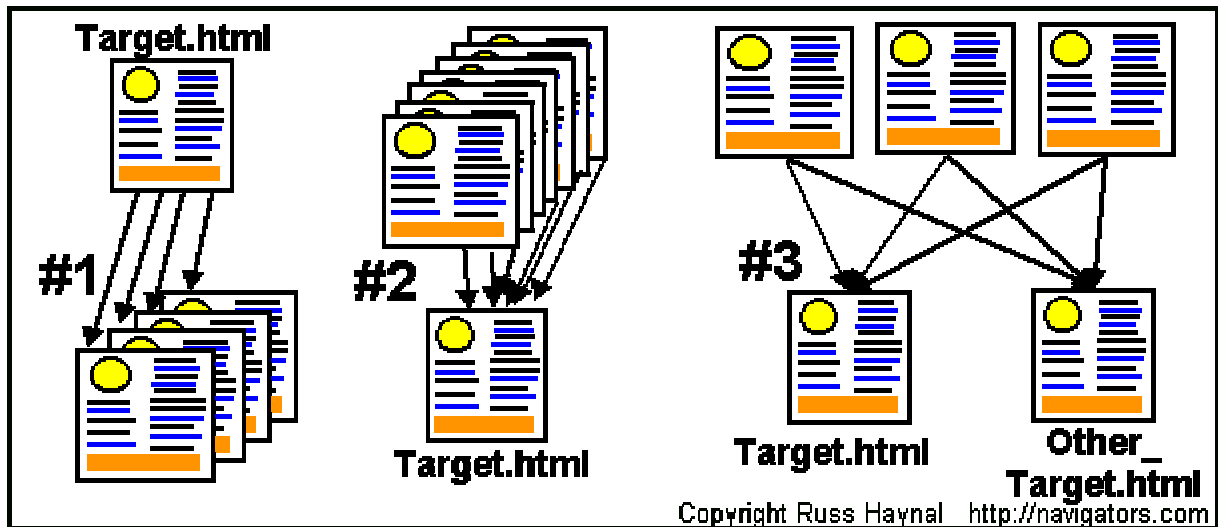 Target.html
#1
#2
Target.html
#3
Target.html
Other_
Target.html
Copyright Russ Haynal http://navigators.com